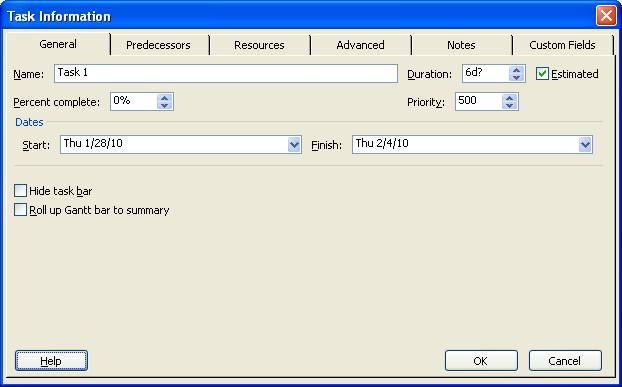 Task Information
General Predecessors Resources Advanced Notes Custom Fields
Name: Task 1 Duration: 6d? Estimated
Percent complete: 0% Priority: 500
Dates
Start: Thu 1/28/10 Finish: Thu 2/4/10
Hide task bar
Roll up Gantt bar to summary
Help OK Cancel